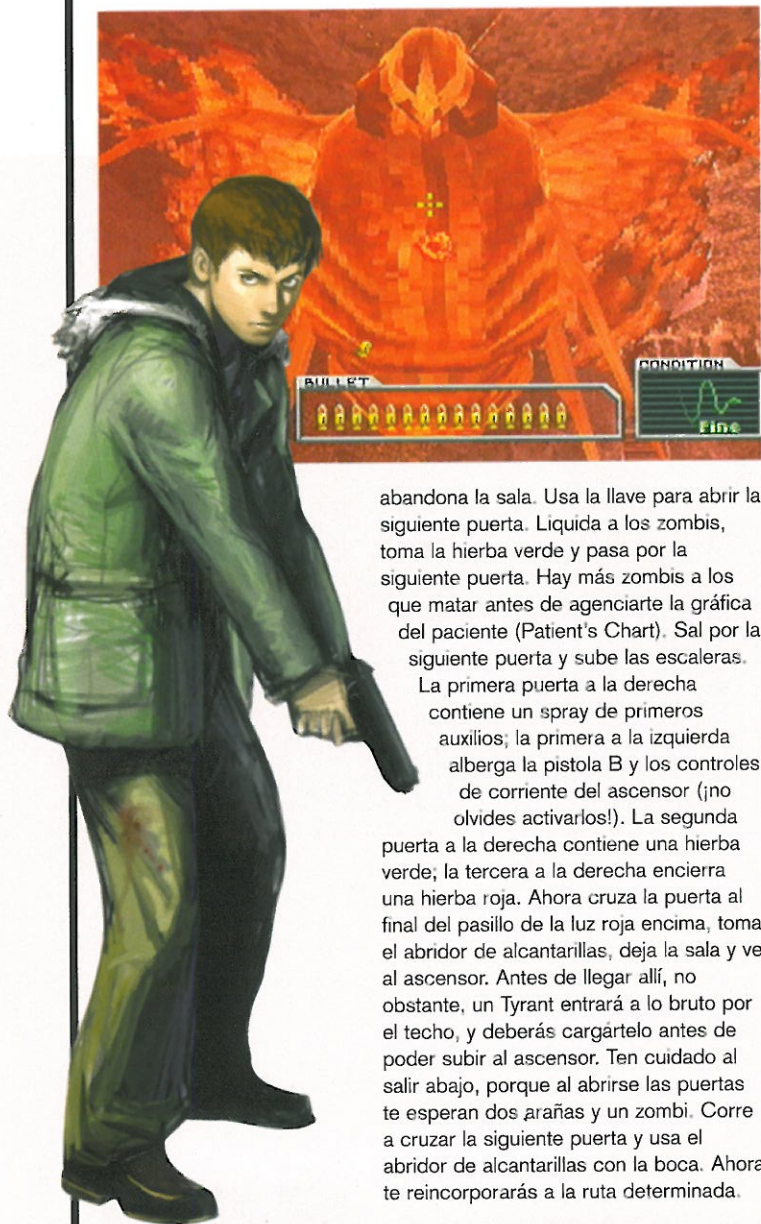 BULLET
CONDITION
Fine
abandona la sala. Usa la llave para abrir la
siguiente puerta. Liquida a los zombis,
toma la hierba verde y pasa por la
siguiente puerta. Hay más zombis a los
que matar antes de agenciarte la gráfica
del paciente (Patient's Chart). Sal por la
siguiente puerta y sube las escaleras.
La primera puerta a la derecha
contiene un spray de primeros
auxilios; la primera a la izquierda
alberga la pistola B y los controles
de corriente del ascensor (¡no
olvides activarlos!). La segunda
puerta a la derecha contiene una hierba
verde; la tercera a la derecha encierra
una hierba roja. Ahora cruza la puerta al
final del pasillo de la luz roja encima, toma
el abridor de alcantarillas, deja la sala y ve
al ascensor. Antes de llegar allí, no
obstante, un Tyrant entrará a lo bruto por
el techo, y deberás cargártelo antes de
poder subir al ascensor. Ten cuidado al
salir abajo, porque al abrirse las puertas
te esperan dos arañas y un zombi. Corre
a cruzar la siguiente puerta y usa el
abridor de alcantarillas con la boca. Ahora
te reincorporarás a la ruta determinada.